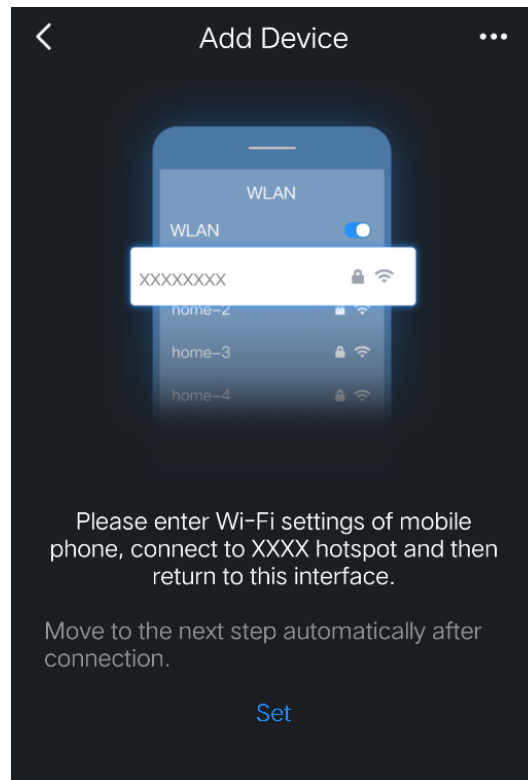 Add Device
WLAN
WLAN
XXXXXXXX
home-2
home-3
home-4
Please enter Wi-Fi settings of mobile
phone, connect to XXXX hotspot and then
return to this interface.
Move to the next step automatically after
connection.
Set